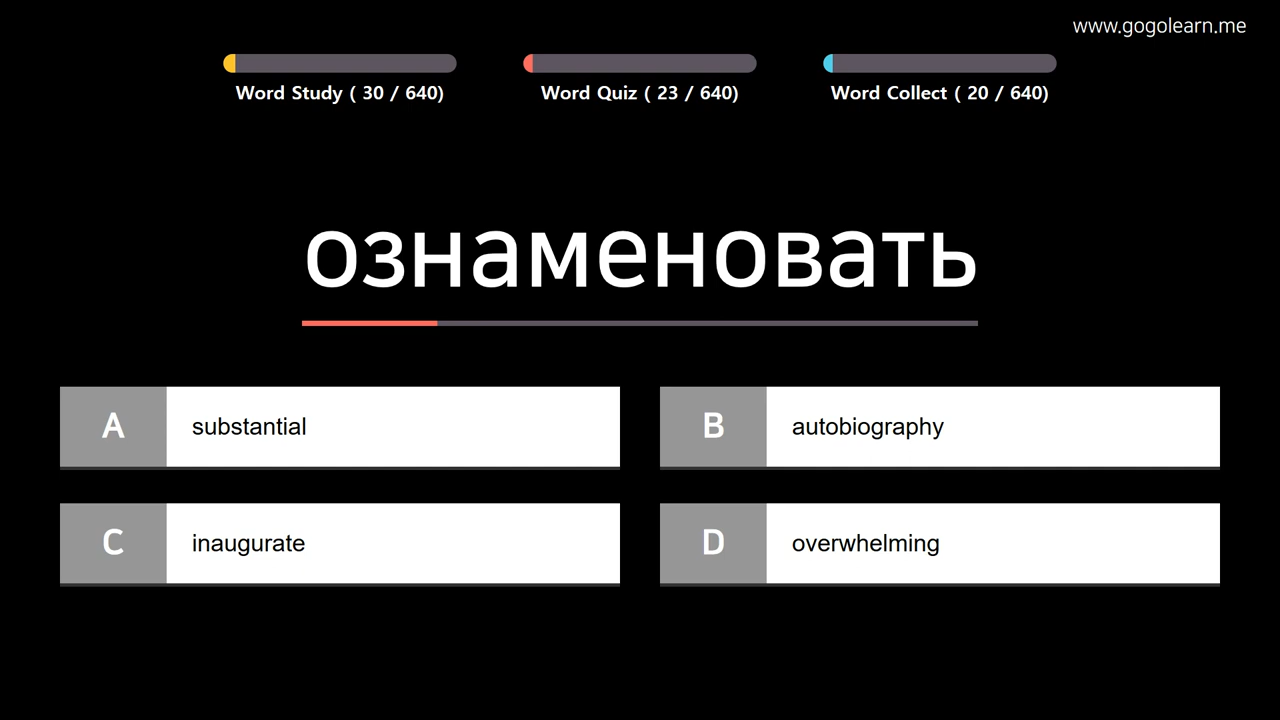 www.gogolearn.me
Word Study ( 30 / 640)
Word Quiz ( 23 / 640)
Word Collect ( 20 / 640)
ознаменовать
A substantial
B autobiography
C inaugurate
D overwhelming